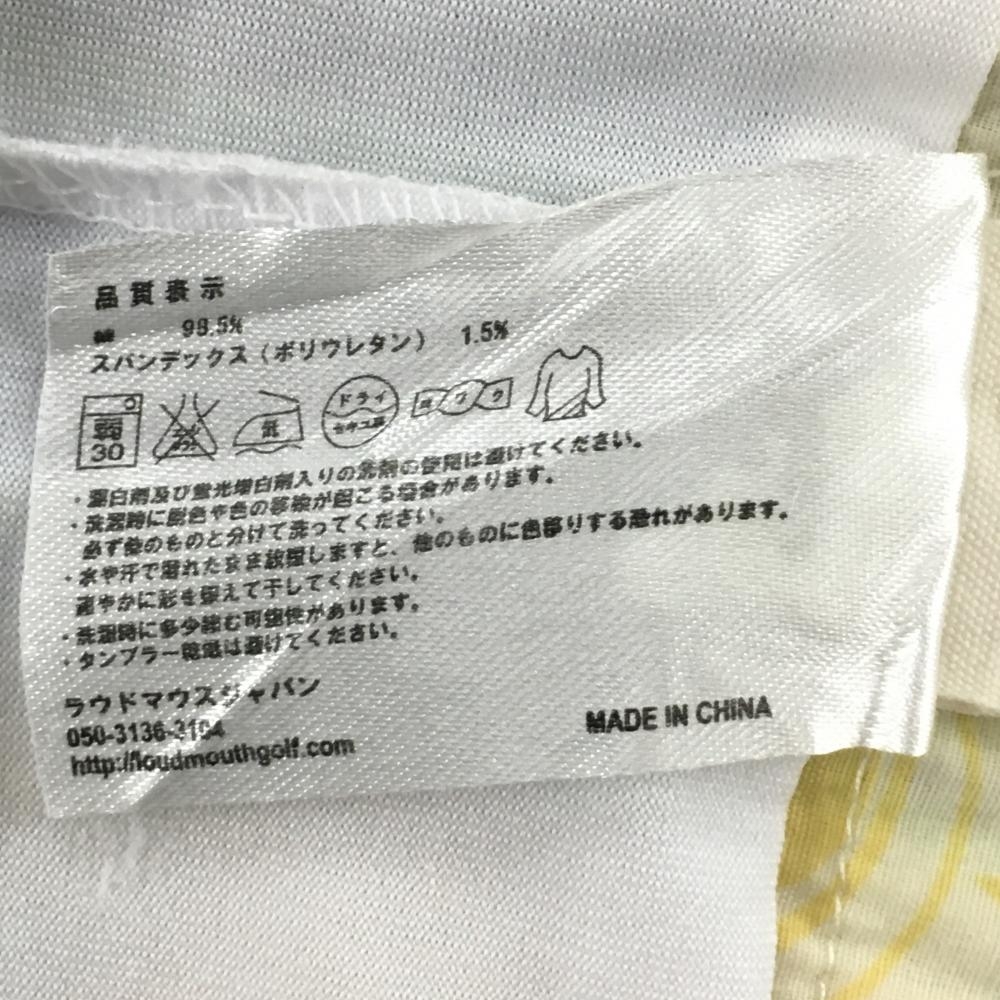 品質表示
綿 98.5%
スパンデックス（ポリウレタン） 1.5%
30 低 ドライ セキユ系 ヨワク
・漂白剤及び蛍光増白剤入りの洗剤の使用は避けてください。
・洗濯時に脱色や色の移染が起こる場合があります。
必ず他のものと分けて洗ってください。
・水や汗で濡れたまま放置しますと、他のものに色移りする恐れがあります。
速やかに形を整えて干してください。
・洗濯時に多少縮む可能性があります。
・タンブラー乾燥は避けてください。
ラウドマウスジャパン
050-3136-3104
http://loudmouthgolf.com
MADE IN CHINA